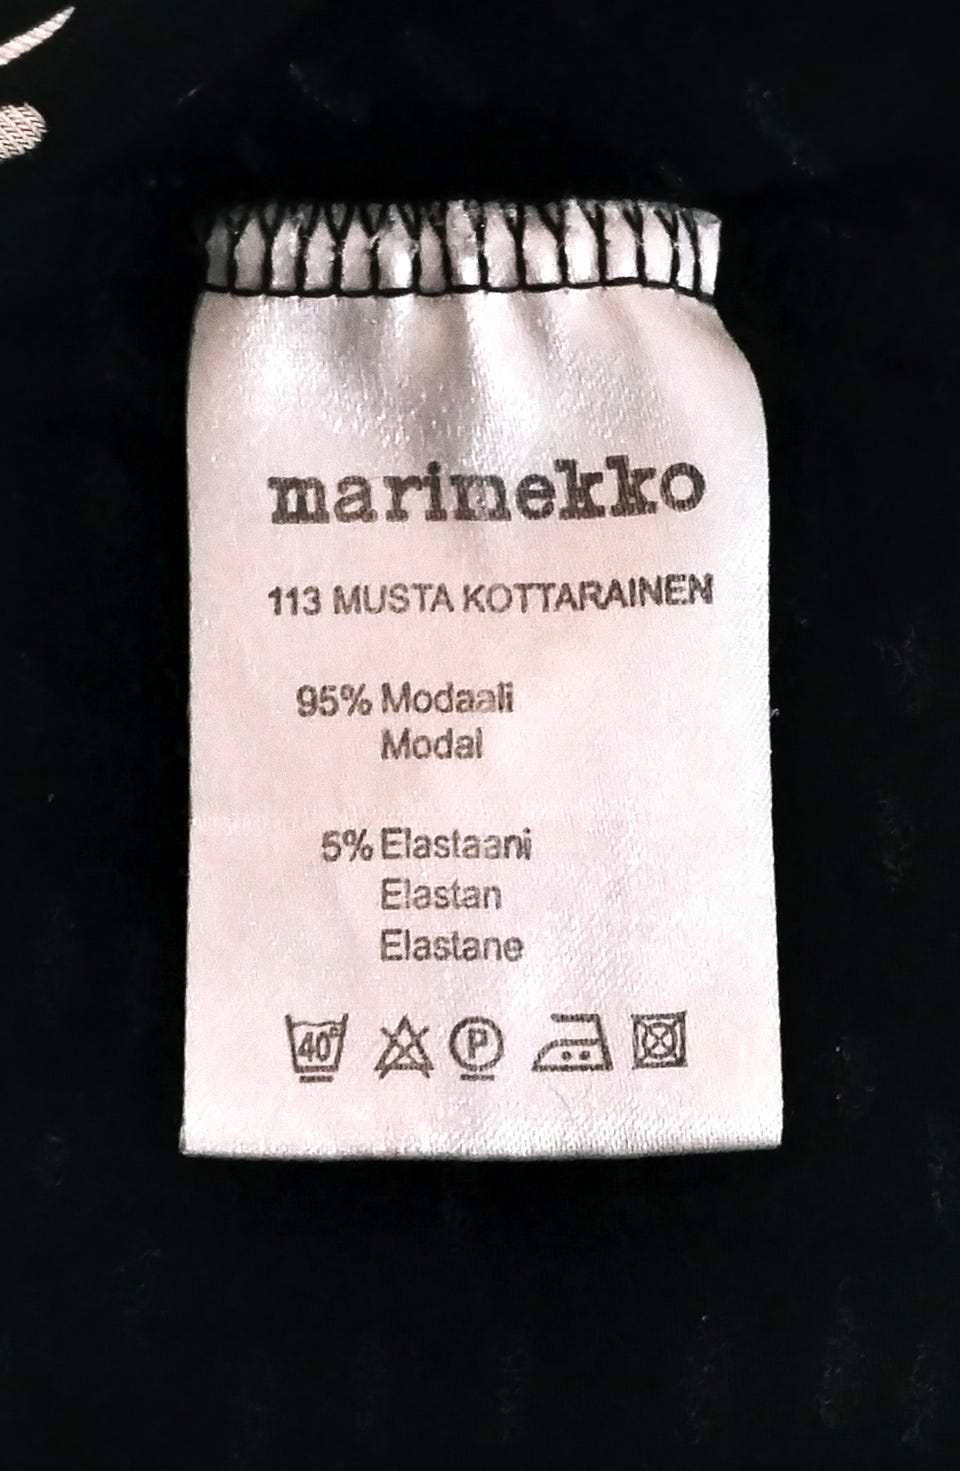 marimekko
113 MUSTA KOTTARAINEN
95% Modaali
Modal
5% Elastaani
Elastan
Elastane
40° P